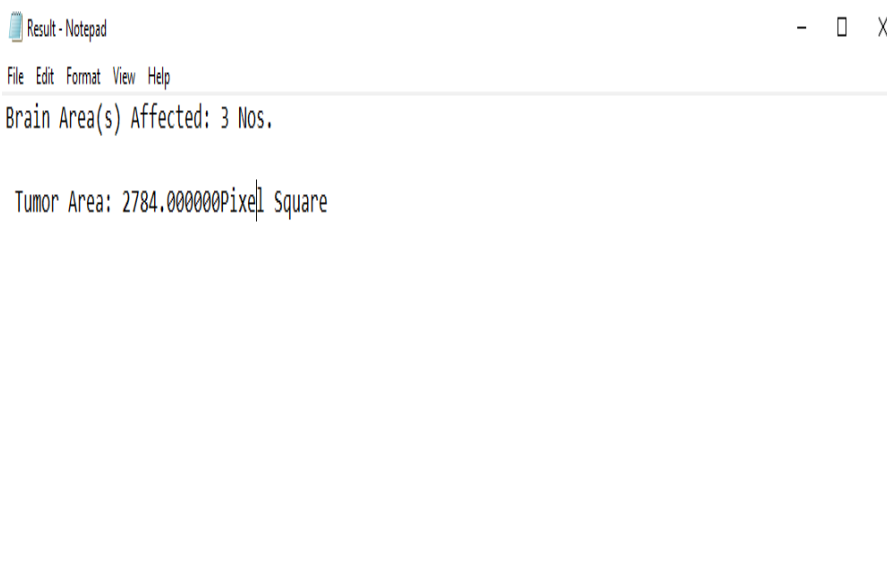 Result - Notepad
File Edit Format View Help
Brain Area(s) Affected: 3 Nos.
Tumor Area: 2784.000000Pixel Square